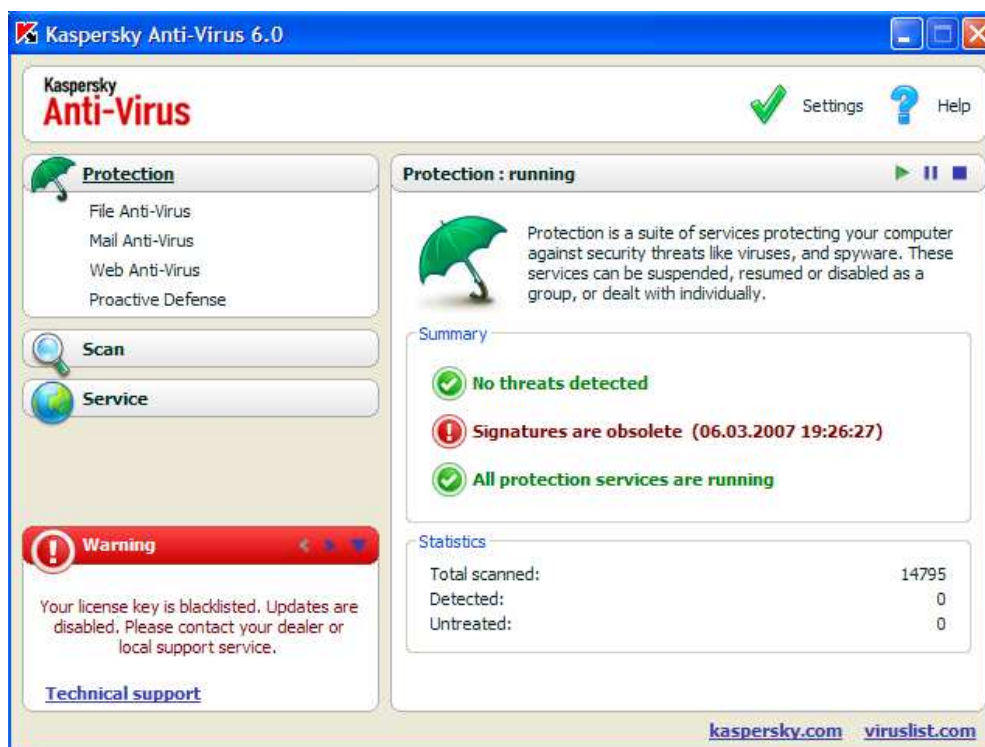 Kaspersky Anti-Virus 6.0
Kaspersky
Anti-Virus
Settings
Help
Protection
File Anti-Virus
Mail Anti-Virus
Web Anti-Virus
Proactive Defense
Scan
Service
Warning
Your license key is blacklisted. Updates are
disabled. Please contact your dealer or
local support service.
Technical support
Protection : running
Protection is a suite of services protecting your computer
against security threats like viruses, and spyware. These
services can be suspended, resumed or disabled as a
group, or dealt with individually.
Summary
No threats detected
Signatures are obsolete (06.03.2007 19:26:27)
All protection services are running
Statistics
Total scanned: 14795
Detected: 0
Untreated: 0
kaspersky.com viruslist.com